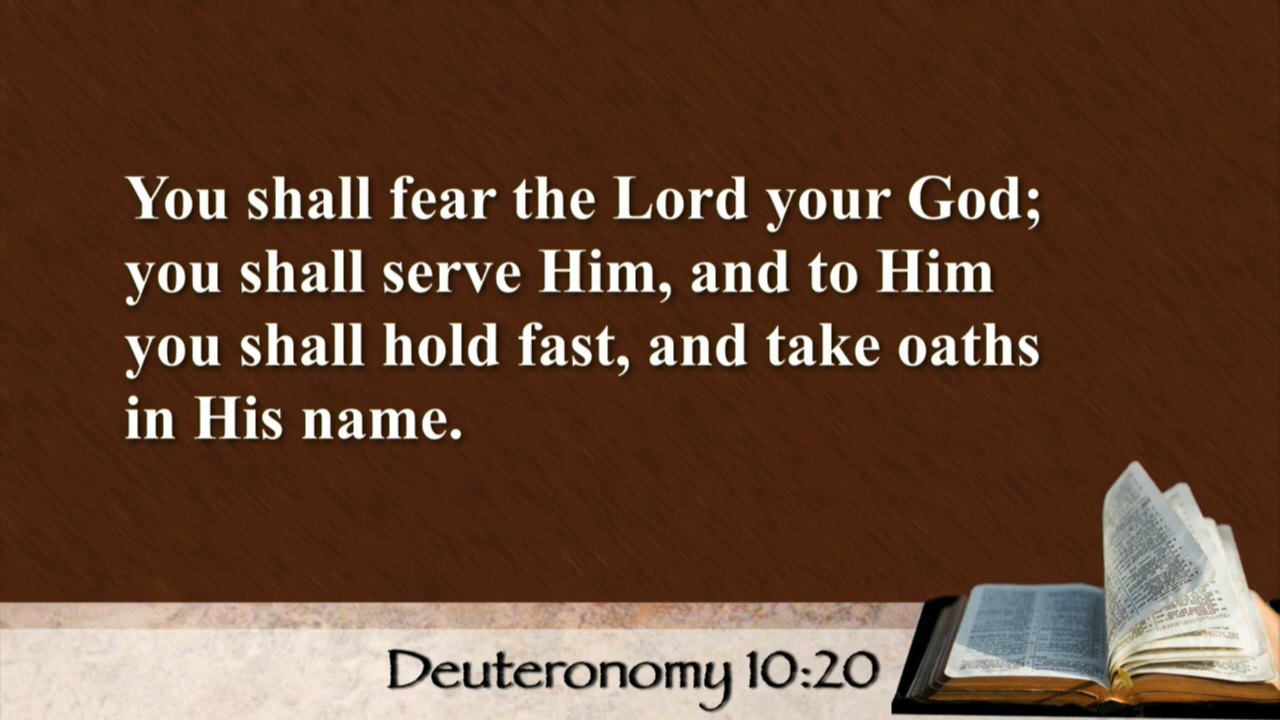 You shall fear the Lord your God;
you shall serve Him, and to Him
you shall hold fast, and take oaths
in His name.
Deuteronomy 10:20